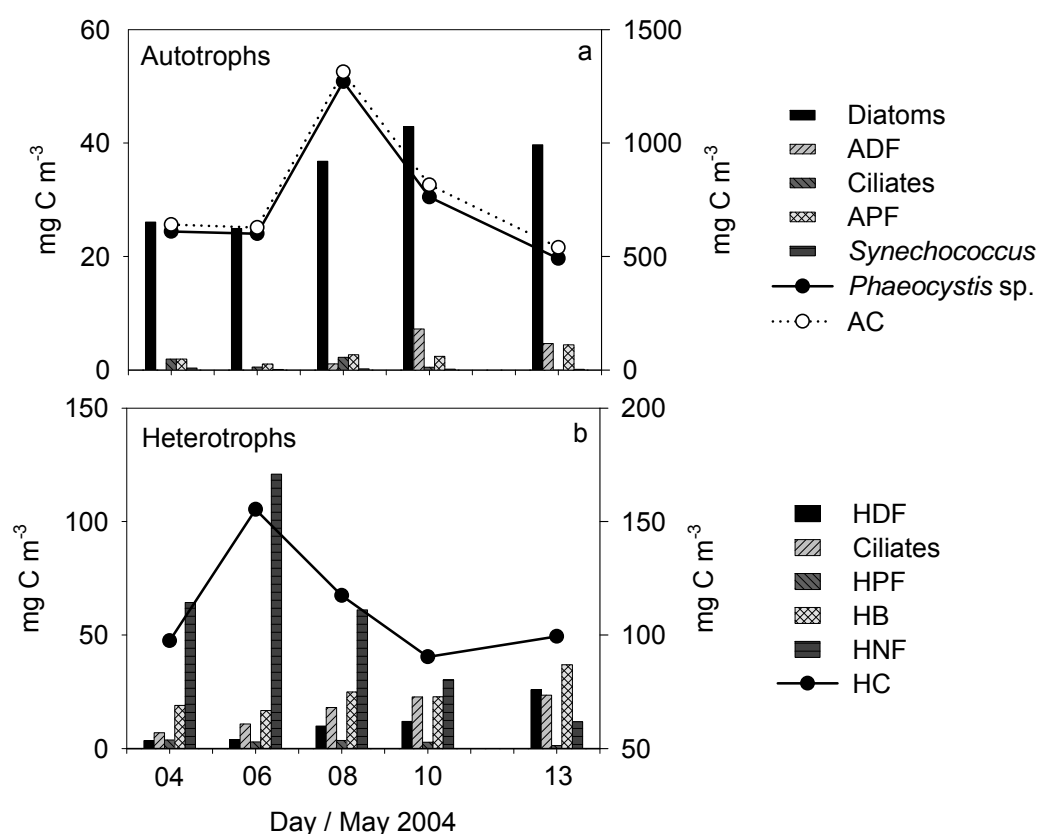 60
40
20
0
mg C m-3
Autotrophs
a
1500
1000
500
0
mg C m-3
Diatoms
ADF
Ciliates
APF
Synechococcus
Phaeocystis sp.
AC
150
100
50
0
mg C m-3
Heterotrophs
b
200
150
100
50
mg C m-3
HDF
Ciliates
HPF
HB
HNF
HC
04 06 08 10 13
Day / May 2004